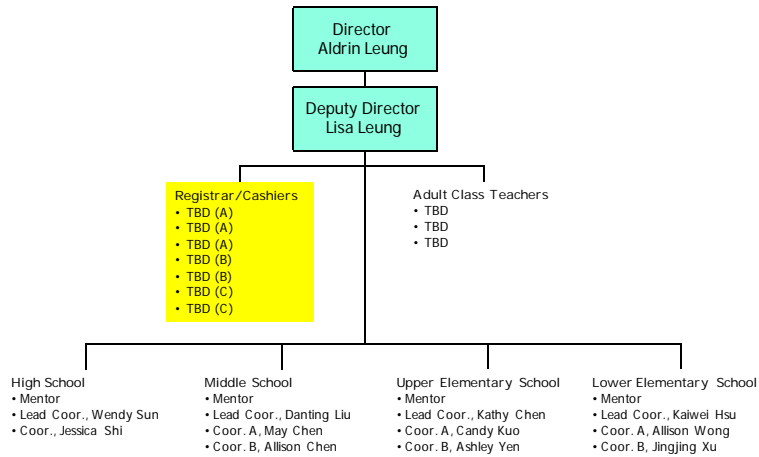 Director
Aldrin Leung
Deputy Director
Lisa Leung
Registrar/Cashiers
• TBD (A)
• TBD (A)
• TBD (A)
• TBD (B)
• TBD (B)
• TBD (C)
• TBD (C)
Adult Class Teachers
• TBD
• TBD
• TBD
High School
• Mentor
• Lead Coor., Wendy Sun
• Coor., Jessica Shi
Middle School
• Mentor
• Lead Coor., Danting Liu
• Coor. A, May Chen
• Coor. B, Allison Chen
Upper Elementary School
• Mentor
• Lead Coor., Kathy Chen
• Coor. A, Candy Kuo
• Coor. B, Ashley Yen
Lower Elementary School
• Mentor
• Lead Coor., Kaiwei Hsu
• Coor. A, Allison Wong
• Coor. B, Jingjing Xu